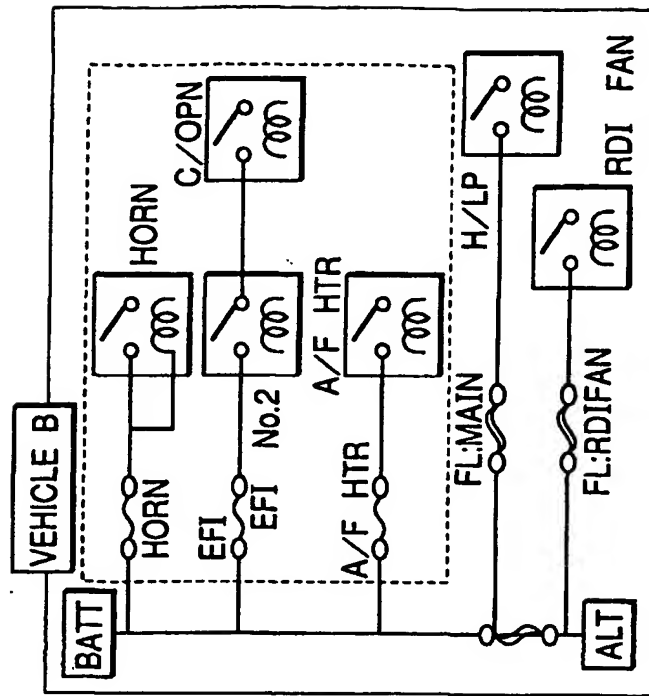 VEHICLE B
BATT
HORN
HORN
C/OPN
EFI
EFI No.2
A/F HTR
A/F HTR
H/LP
FL:MAIN
RDI FAN
FL:RDIFAN
ALT